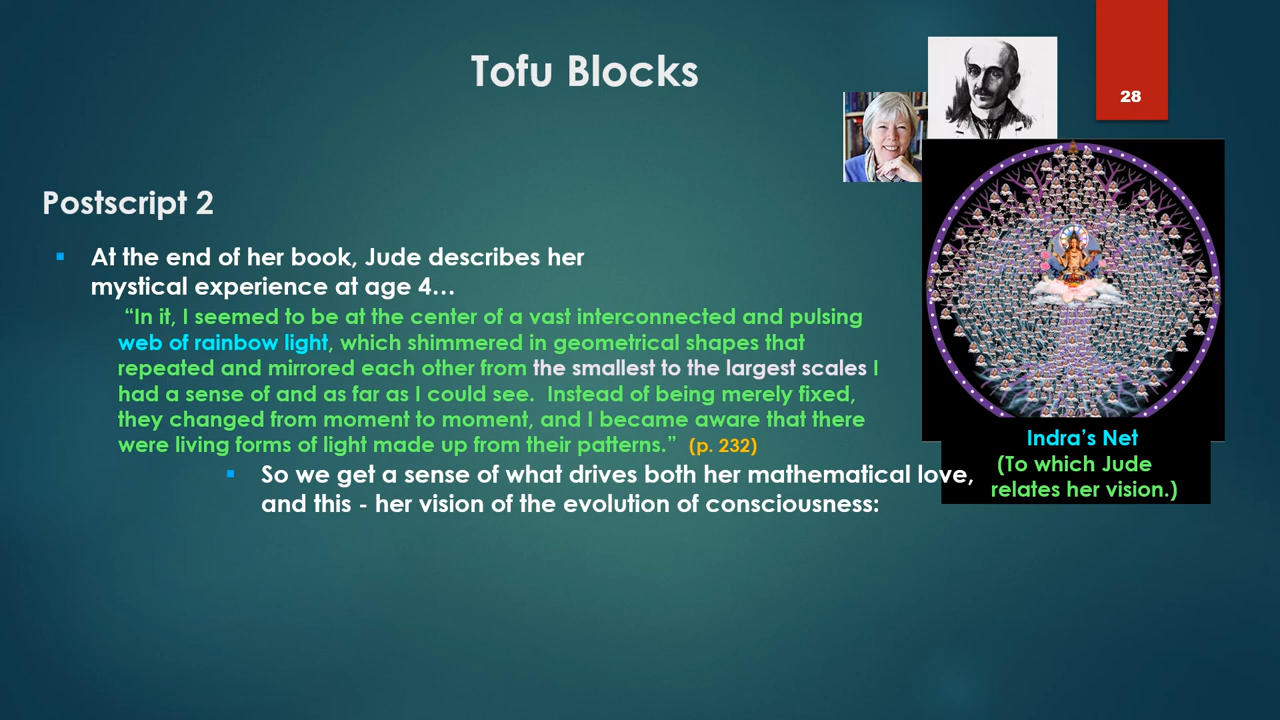 Tofu Blocks
28
Postscript 2
At the end of her book, Jude describes her
mystical experience at age 4…
“In it, I seemed to be at the center of a vast interconnected and pulsing
web of rainbow light, which shimmered in geometrical shapes that
repeated and mirrored each other from the smallest to the largest scales I
had a sense of and as far as I could see.  Instead of being merely fixed,
they changed from moment to moment, and I became aware that there
were living forms of light made up from their patterns.”  (p. 232)
So we get a sense of what drives both her mathematical love,
and this - her vision of the evolution of consciousness:
Indra’s Net
(To which Jude
relates her vision.)